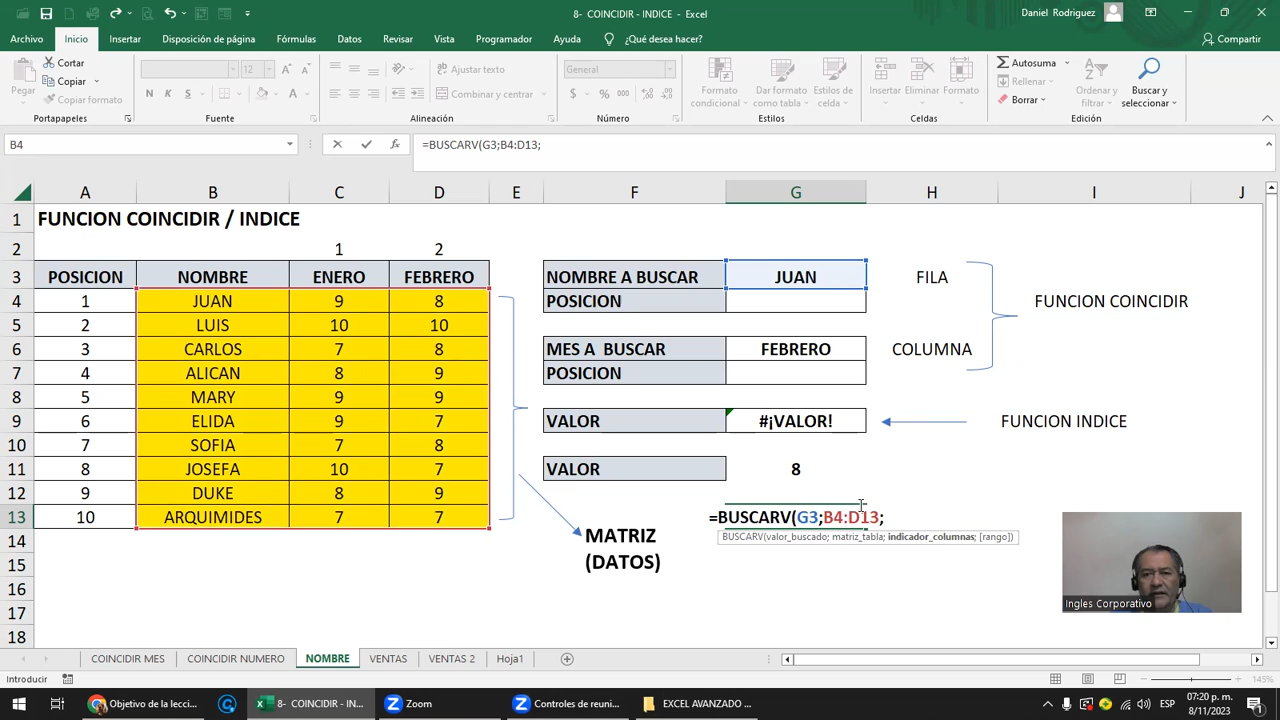 8- COINCIDIR - INDICE - Excel
Daniel Rodriguez
Archivo Inicio Insertar Disposición de página Fórmulas Datos Revisar Vista Programador Ayuda ¿Qué desea hacer? Compartir
Pegar
Cortar
Copiar
Copiar formato
Portapapeles
12
N K S A
Fuente
Ajustar texto
Combinar y centrar
Alineación
General
$ % 000
Número
Formato condicional
Dar formato como tabla
Estilos de celda
Estilos
Insertar Eliminar Formato
Celdas
Autosuma
Rellenar
Borrar
Ordenar y filtrar
Buscar y seleccionar
Edición
B4
fx
=BUSCARV(G3;B4:D13;
A B C D E F G H I J
1 FUNCION COINCIDIR / INDICE
2 1 2
3 POSICION NOMBRE ENERO FEBRERO NOMBRE A BUSCAR JUAN FILA
4 1 JUAN 9 8 POSICION FUNCION COINCIDIR
5 2 LUIS 10 10
6 3 CARLOS 7 8 MES A BUSCAR FEBRERO COLUMNA
7 4 ALICAN 8 9 POSICION
8 5 MARY 9 9
9 6 ELIDA 9 7 VALOR #¡VALOR! FUNCION INDICE
10 7 SOFIA 7 8
11 8 JOSEFA 10 7 VALOR 8
12 9 DUKE 8 9
13 10 ARQUIMIDES 7 7 =BUSCARV(G3;B4:D13;
BUSCARV(valor_buscado; matriz_tabla; indicador_columnas; [rango])
14 MATRIZ
15 (DATOS)
16
17
18
Ingles Corporativo
COINCIDIR MES COINCIDIR NUMERO NOMBRE VENTAS VENTAS 2 Hoja1
Introducir
145%
Objetivo de la lecci...
8- COINCIDIR - IN...
Zoom
Controles de reuni...
EXCEL AVANZADO ...
ESP
07:20 p. m.
8/11/2023